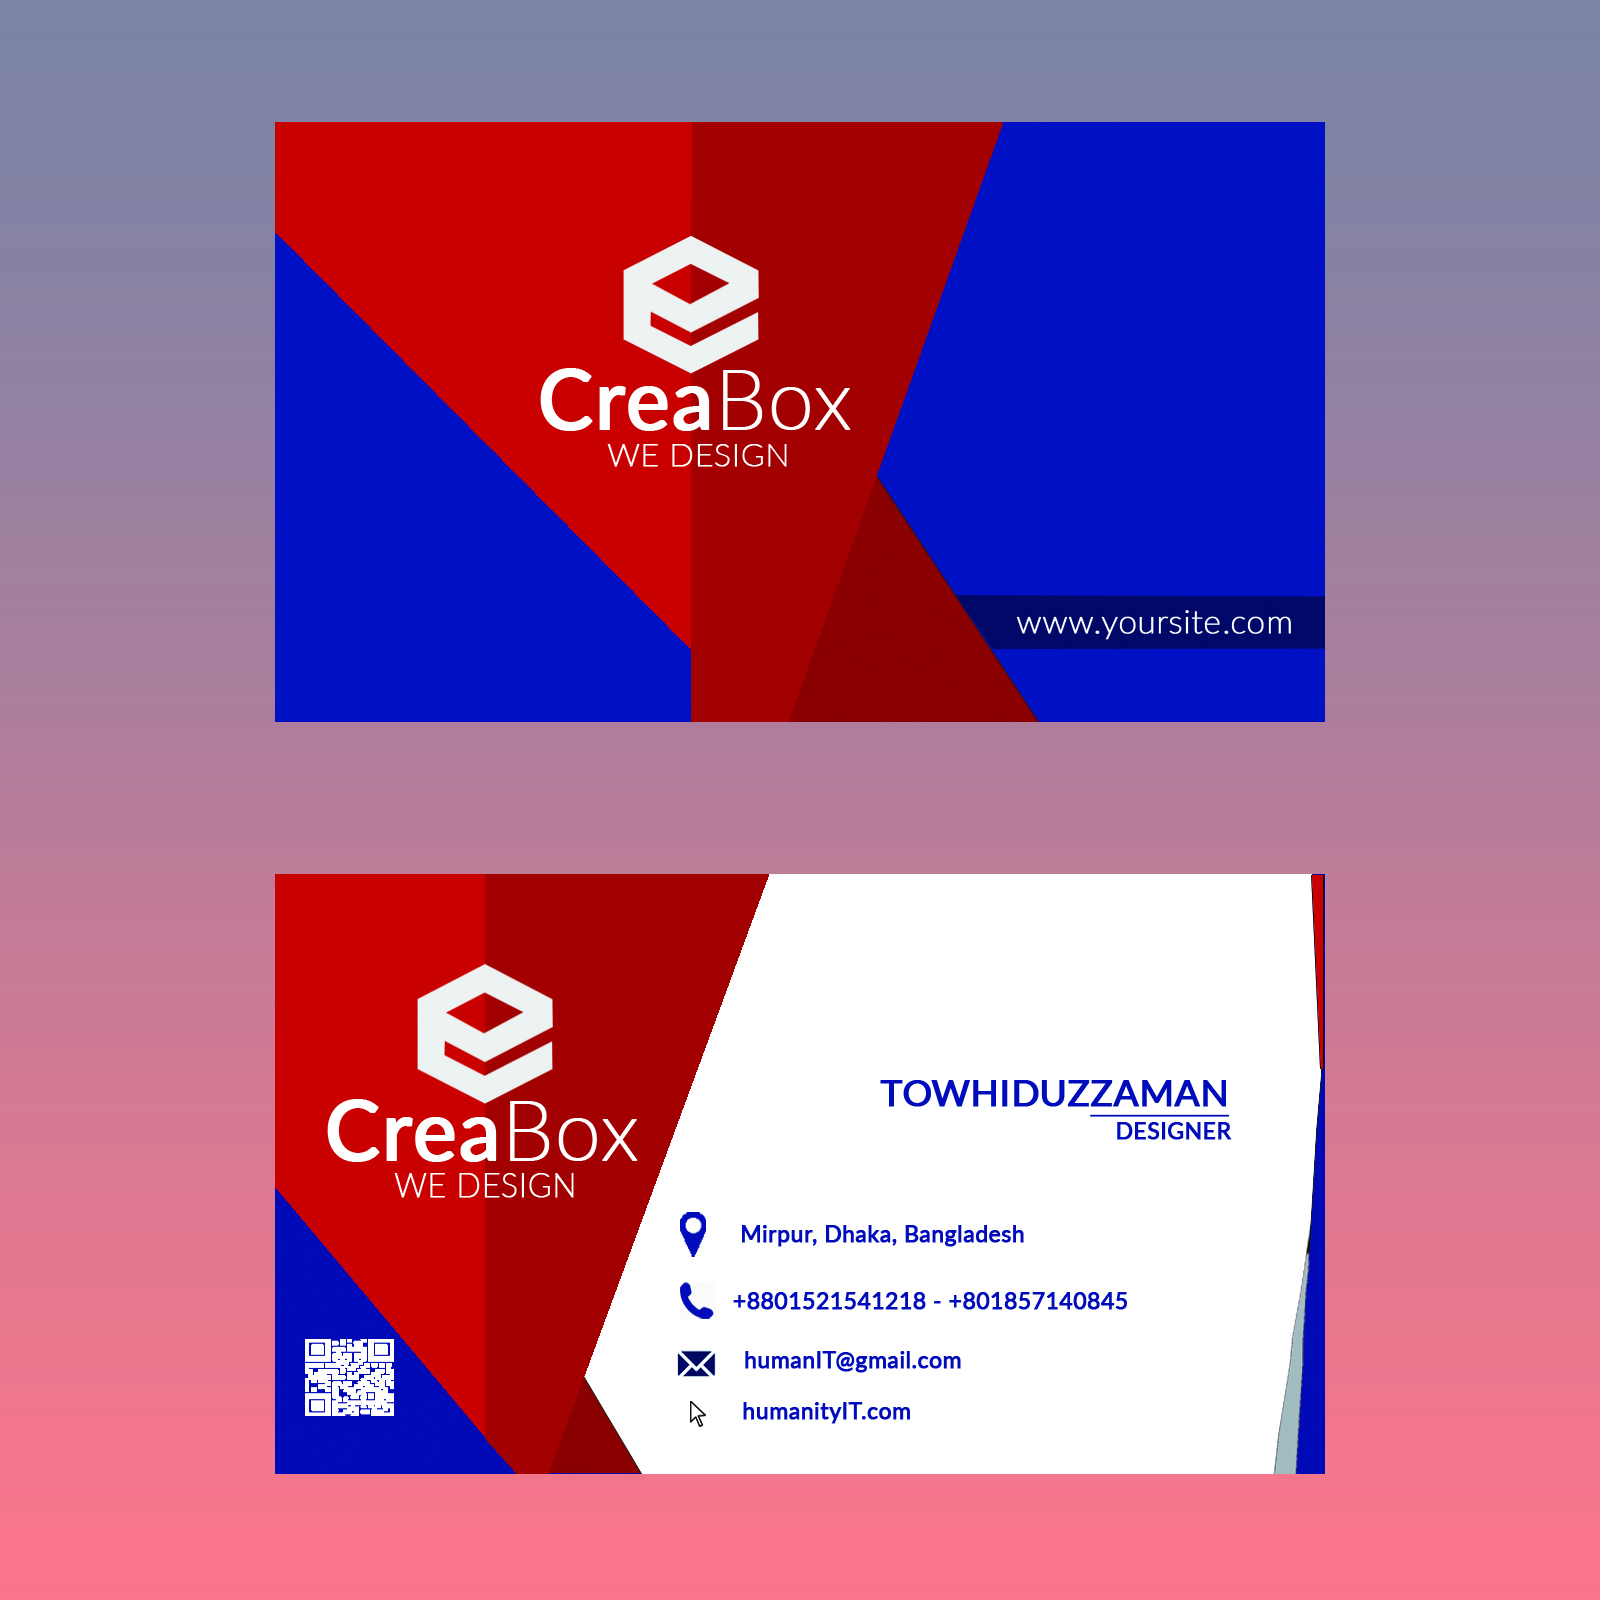 CreaBox
WE DESIGN
www.yoursite.com
CreaBox
WE DESIGN
TOWHIDUZZAMAN
DESIGNER
Mirpur, Dhaka, Bangladesh
+8801521541218 - +801857140845
humanIT@gmail.com
humanityIT.com